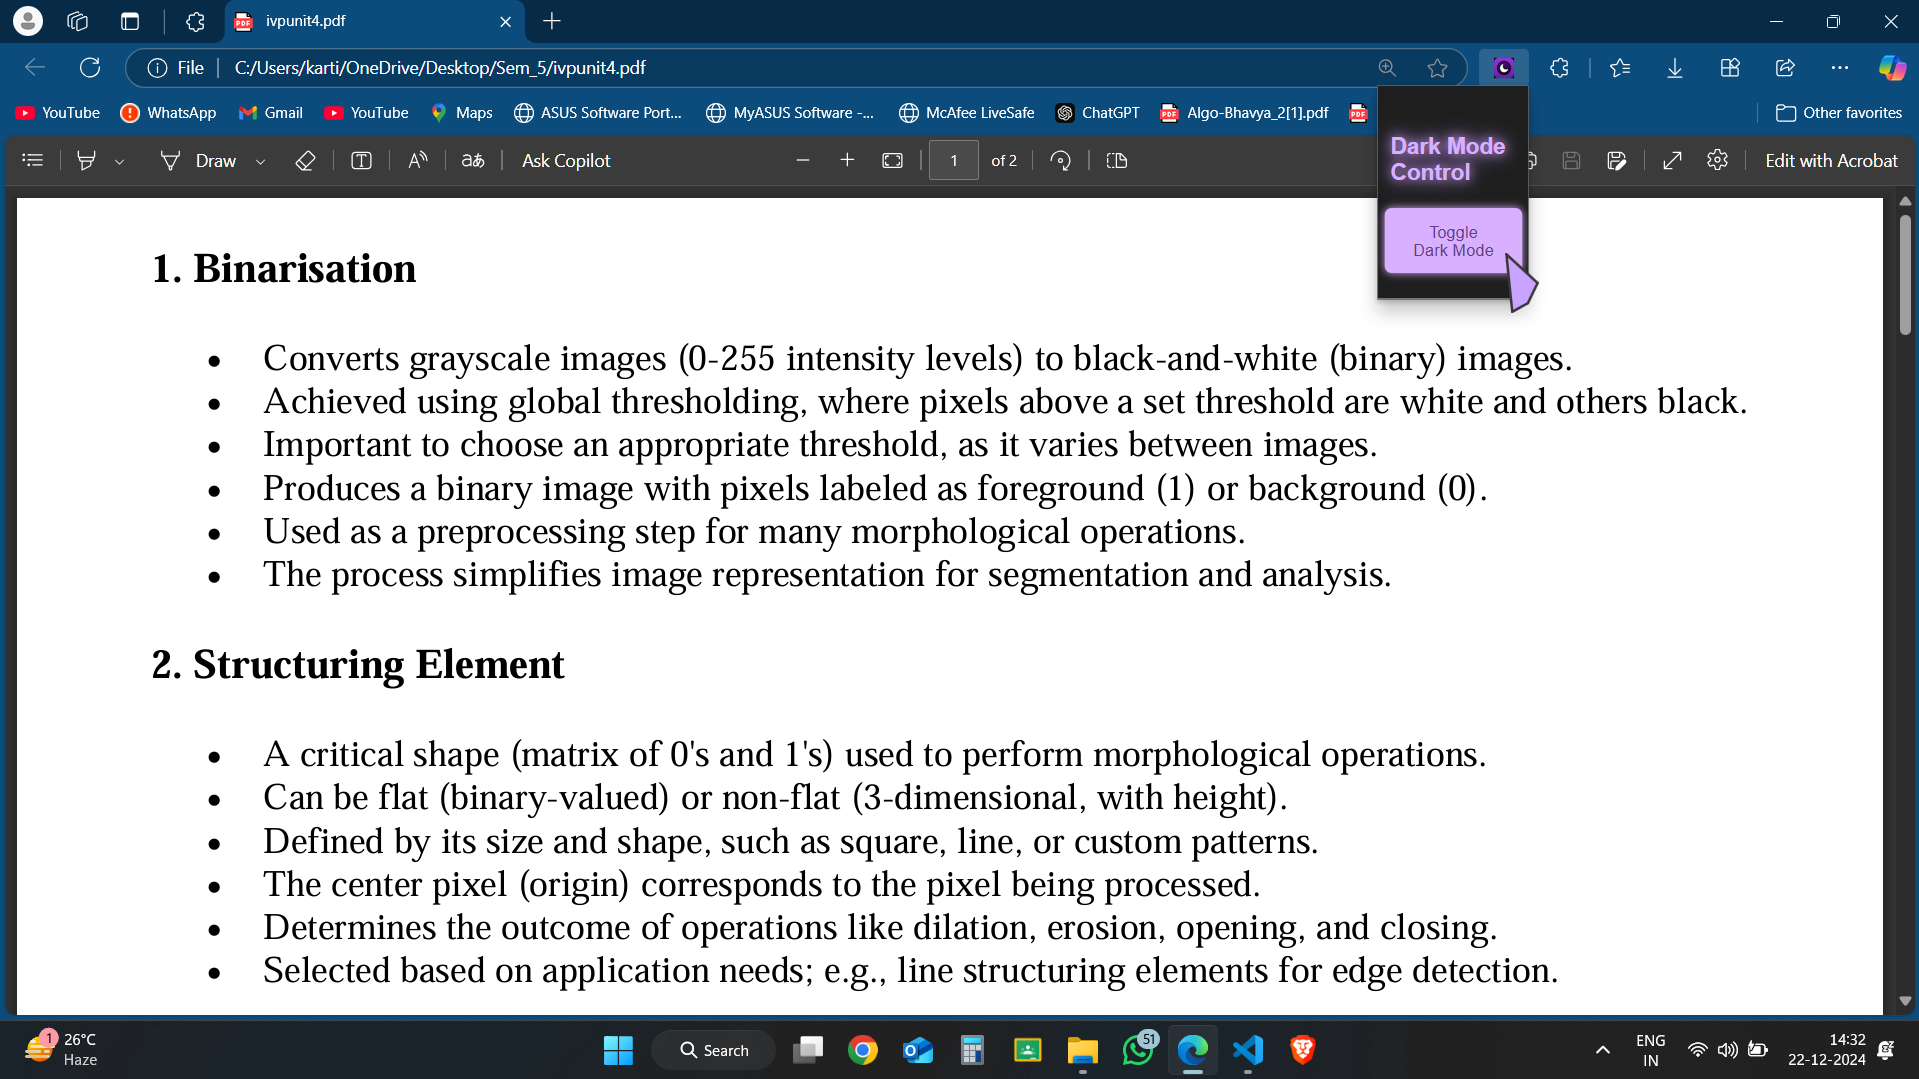 ivpunit4.pdf
File
C:/Users/karti/OneDrive/Desktop/Sem_5/ivpunit4.pdf
YouTube
WhatsApp
Gmail
YouTube
Maps
ASUS Software Port...
MyASUS Software -...
McAfee LiveSafe
ChatGPT
Algo-Bhavya_2[1].pdf
Other favorites
Draw
Ask Copilot
1 of 2
Edit with Acrobat
Dark Mode
Control
Toggle
Dark Mode
1. Binarisation
• Converts grayscale images (0-255 intensity levels) to black-and-white (binary) images.
• Achieved using global thresholding, where pixels above a set threshold are white and others black.
• Important to choose an appropriate threshold, as it varies between images.
• Produces a binary image with pixels labeled as foreground (1) or background (0).
• Used as a preprocessing step for many morphological operations.
• The process simplifies image representation for segmentation and analysis.
2. Structuring Element
• A critical shape (matrix of 0's and 1's) used to perform morphological operations.
• Can be flat (binary-valued) or non-flat (3-dimensional, with height).
• Defined by its size and shape, such as square, line, or custom patterns.
• The center pixel (origin) corresponds to the pixel being processed.
• Determines the outcome of operations like dilation, erosion, opening, and closing.
• Selected based on application needs; e.g., line structuring elements for edge detection.
1
26°C
Haze
Search
51
ENG
IN
14:32
22-12-2024